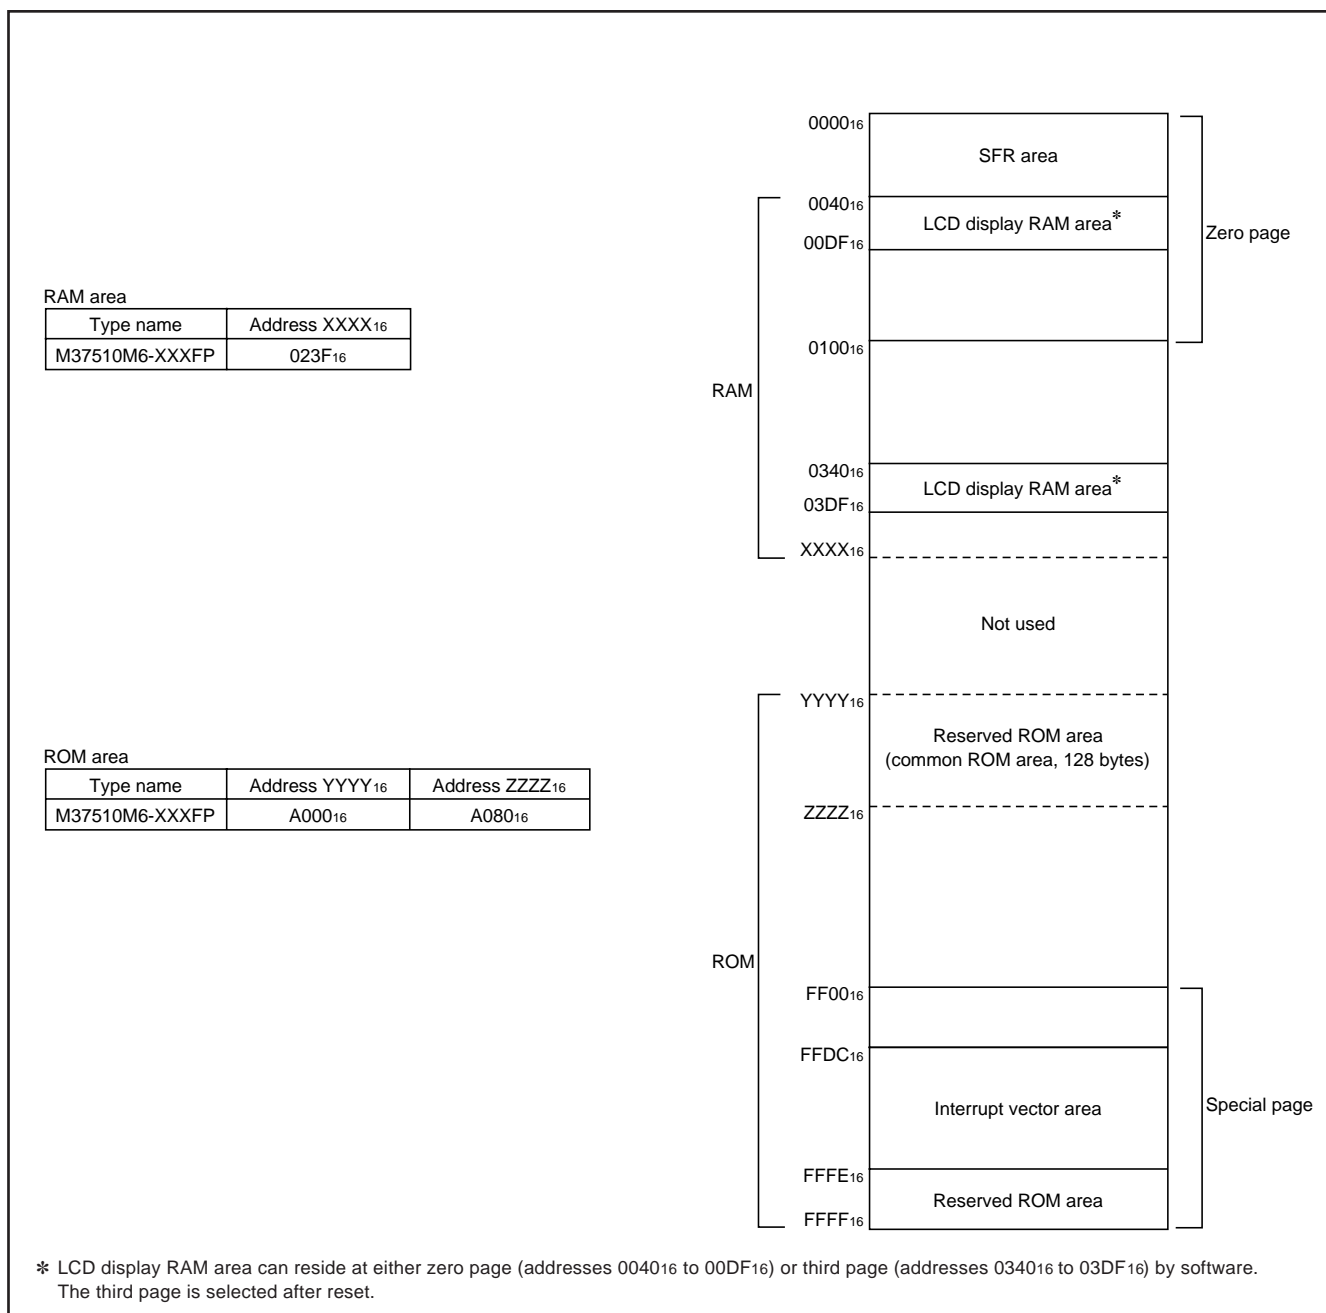 000016
SFR area
004016
LCD display RAM area*
00DF16
Zero page
RAM area
Type name Address XXXX16
M37510M6-XXXFP 023F16
010016
RAM
034016
LCD display RAM area*
03DF16
XXXX16
Not used
YYYY16
Reserved ROM area
(common ROM area, 128 bytes)
ROM area
Type name Address YYYY16 Address ZZZZ16
M37510M6-XXXFP A00016 A08016
ZZZZ16
ROM
FF0016
FFDC16
Interrupt vector area
Special page
FFFE16
Reserved ROM area
FFFF16
* LCD display RAM area can reside at either zero page (addresses 004016 to 00DF16) or third page (addresses 034016 to 03DF16) by software.
The third page is selected after reset.